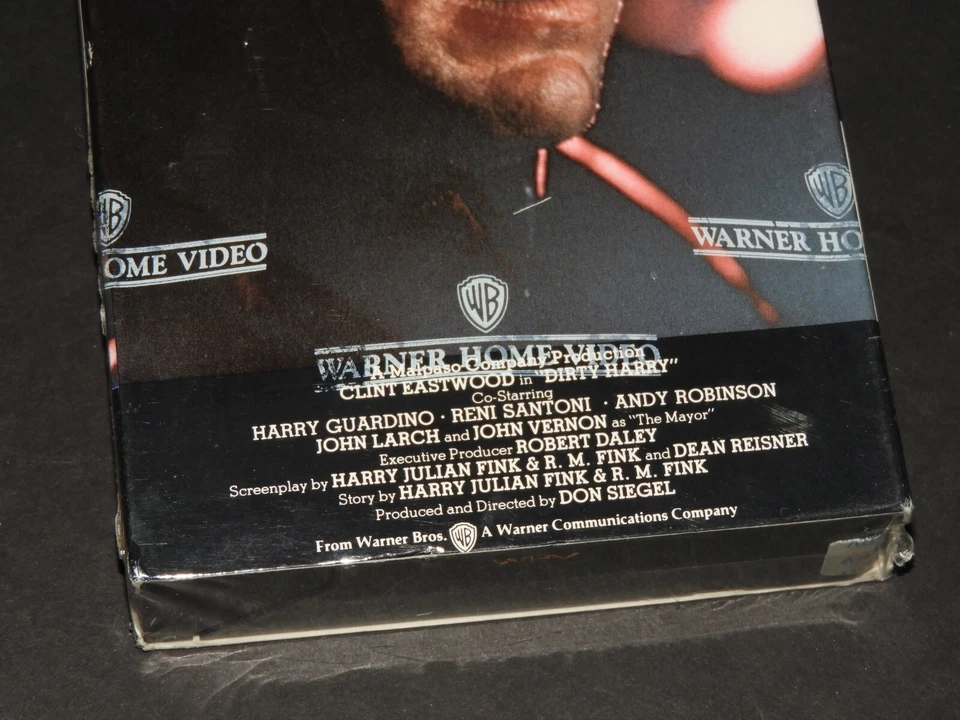 WB
OME VIDEO
WB
WARNER HO
WB
WARNER HOME VIDEO
A Malpaso Company Production
CLINT EASTWOOD in "DIRTY HARRY"
Co-Starring
HARRY GUARDINO · RENI SANTONI · ANDY ROBINSON
JOHN LARCH and JOHN VERNON as "The Mayor"
Executive Producer ROBERT DALEY
Screenplay by HARRY JULIAN FINK & R. M. FINK and DEAN REISNER
Story by HARRY JULIAN FINK & R. M. FINK
Produced and Directed by DON SIEGEL
From Warner Bros. WB A Warner Communications Company